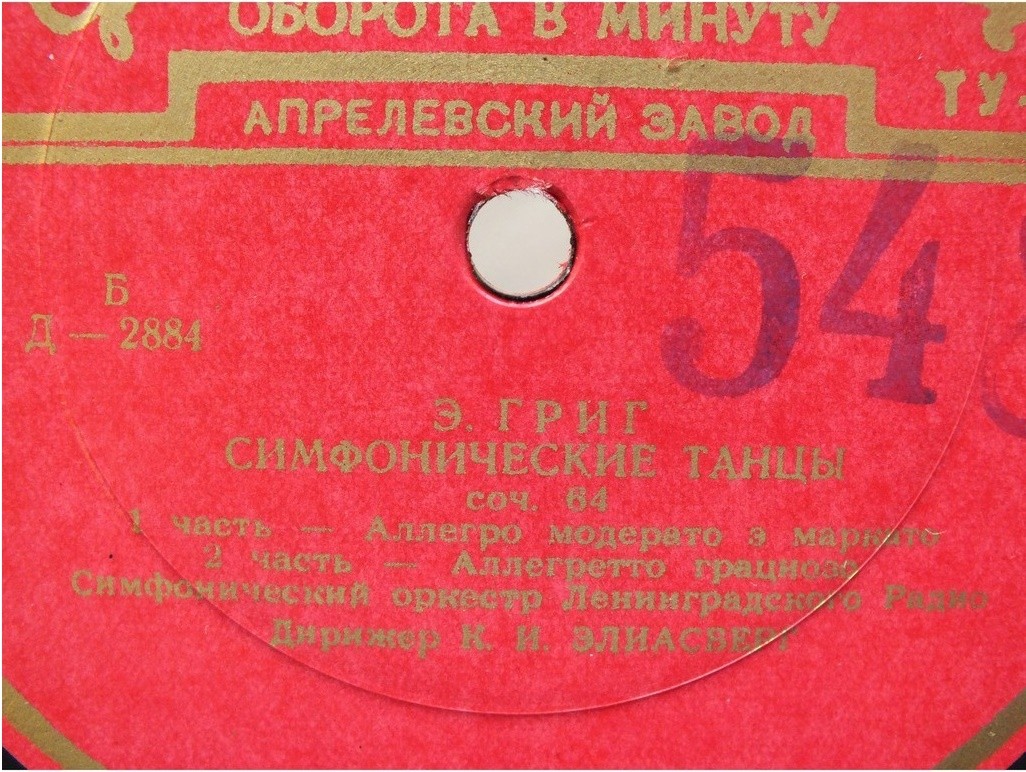 ОБОРОТА В МИНУТУ
ТУ-
АПРЕЛЕВСКИЙ ЗАВОД
54
Б
Д — 2884
Э. ГРИГ
СИМФОНИЧЕСКИЕ ТАНЦЫ
соч. 64
1 часть — Аллегро модерато э маркато
2 часть — Аллегретто грациозо
Симфонический оркестр Ленинградского Радио
Дирижер К. И. ЭЛИАСБЕРГ